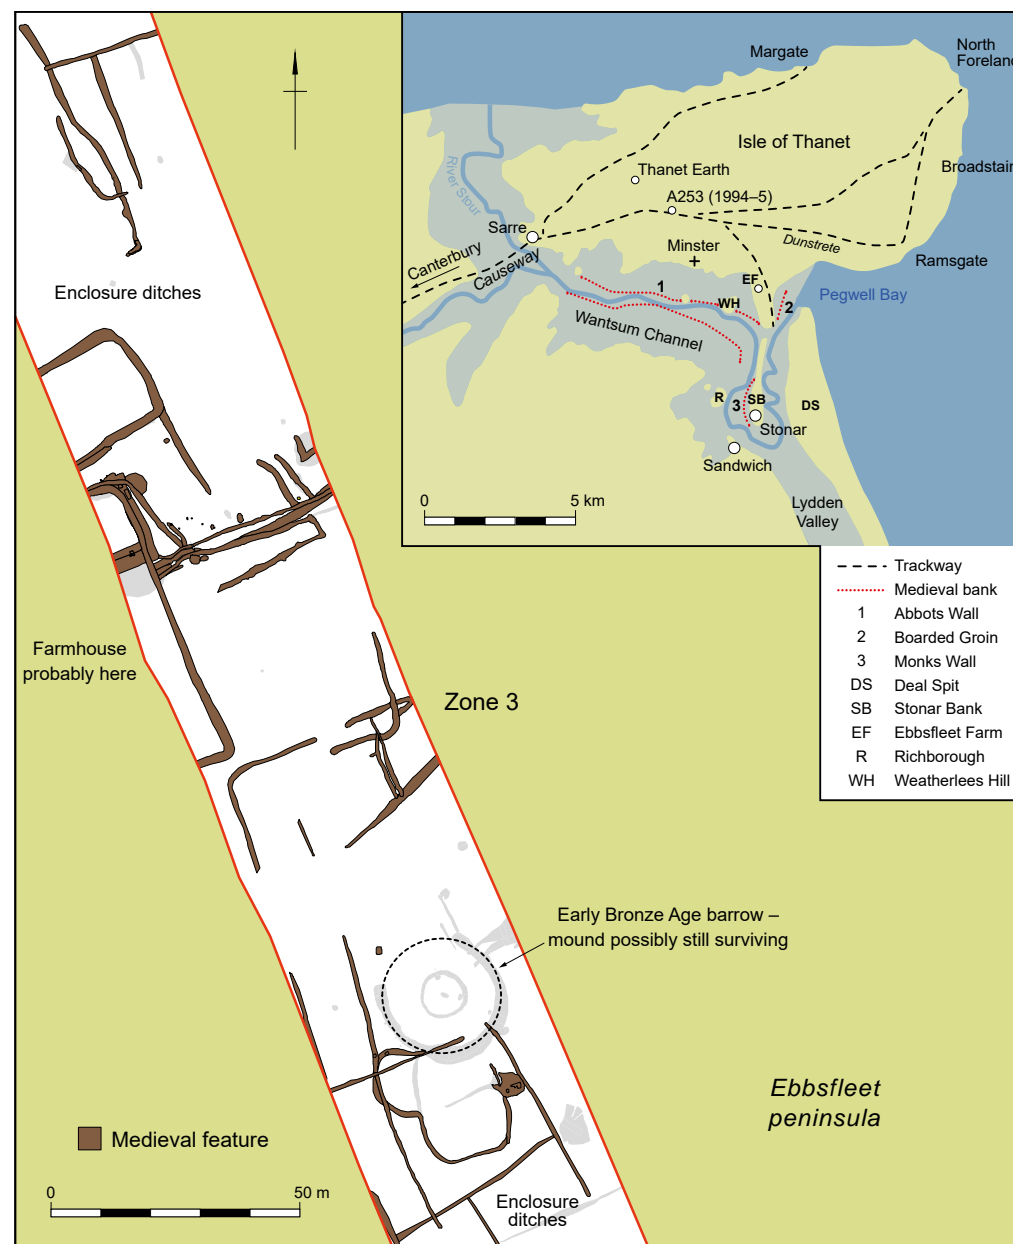 Margate
North
Foreland
Isle of Thanet
River Stour
Thanet Earth
Broadstair
A253 (1994–5)
Sarre
Dunstrete
Minster
Canterbury
Causeway
Ramsgate
EF
1
WH
2
Pegwell Bay
Wantsum Channel
R
3
SB
DS
Stonar
Sandwich
0
5 km
Lydden
Valley
Trackway
Medieval bank
1 Abbots Wall
2 Boarded Groin
3 Monks Wall
DS Deal Spit
SB Stonar Bank
EF Ebbsfleet Farm
R Richborough
WH Weatherlees Hill
Enclosure ditches
Farmhouse
probably here
Zone 3
Early Bronze Age barrow –
mound possibly still surviving
Ebbsfleet
peninsula
Medieval feature
0
50 m
Enclosure
ditches